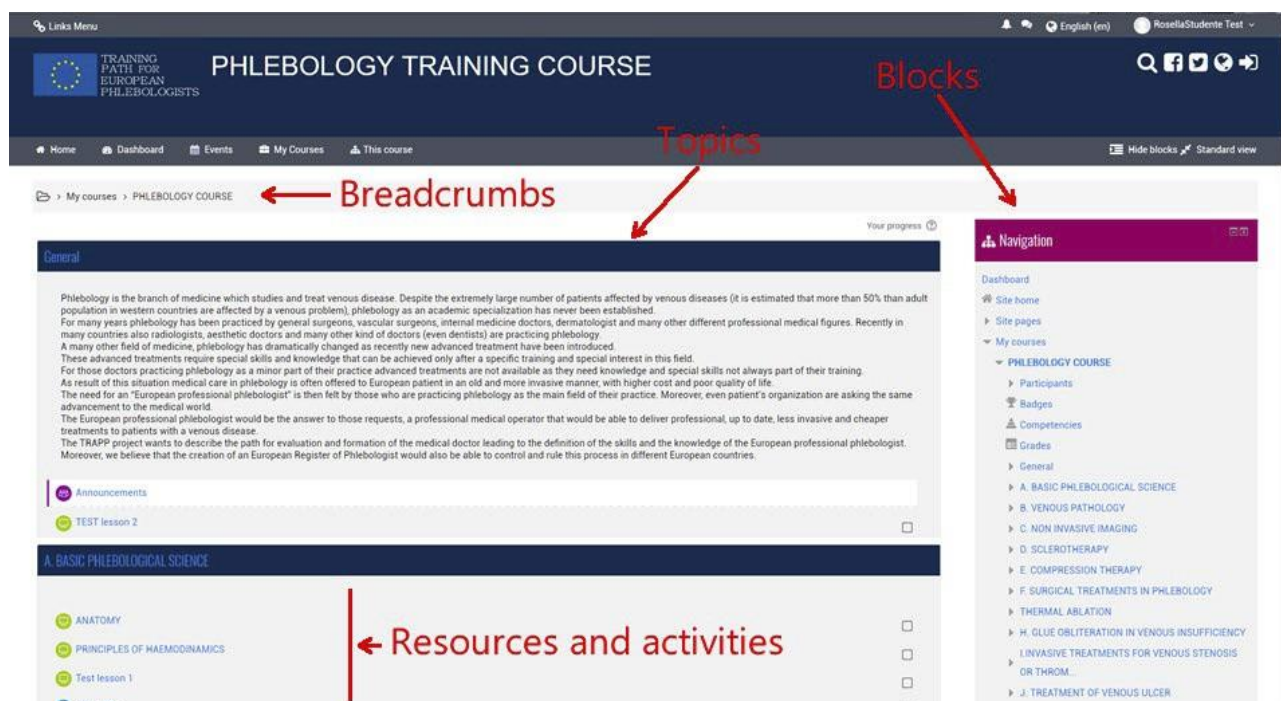 Links Menu
English (en) RosellaStudente Test
TRAINING
PATH FOR
EUROPEAN
PHLEBOLOGISTS
PHLEBOLOGY TRAINING COURSE
Blocks
Topics
Home Dashboard Events My Courses This course
Hide blocks Standard view
> My courses > PHLEBOLOGY COURSE
Breadcrumbs
Your progress
General
Phlebology is the branch of medicine which studies and treat venous disease. Despite the extremely large number of patients affected by venous diseases (it is estimated that more than 50% than adult
population in western countries are affected by a venous problem), phlebology as an academic specialization has never been established.
For many years phlebology has been practiced by general surgeons, vascular surgeons, internal medicine doctors, dermatologist and many other different professional medical figures. Recently in
many countries also radiologists, aesthetic doctors and many other kind of doctors (even dentists) are practicing phlebology.
A many other field of medicine, phlebology has dramatically changed as recently new advanced treatment have been introduced.
These advanced treatments require special skills and knowledge that can be achieved only after a specific training and special interest in this field.
For those doctors practicing phlebology as a minor part of their practice advanced treatments are not available as they need knowledge and special skills not always part of their training.
As result of this situation medical care in phlebology is often offered to European patient in an old and more invasive manner, with higher cost and poor quality of life.
The need for an "European professional phlebologist" is then felt by those who are practicing phlebology as the main field of their practice. Moreover, even patient's organization are asking the same
advancement to the medical world.
The European professional phlebologist would be the answer to those requests, a professional medical operator that would be able to deliver professional, up to date, less invasive and cheaper
treatments to patients with a venous disease.
The TRAPP project wants to describe the path for evaluation and formation of the medical doctor leading to the definition of the skills and the knowledge of the European professional phlebologist.
Moreover, we believe that the creation of an European Register of Phlebologist would also be able to control and rule this process in different European countries.
Announcements
TEST lesson 2
A. BASIC PHLEBOLOGICAL SCIENCE
ANATOMY
PRINCIPLES OF HAEMODINAMICS
Test lesson 1
Resources and activities
Navigation
Dashboard
Site home
Site pages
My courses
PHLEBOLOGY COURSE
Participants
Badges
Competencies
Grades
General
A. BASIC PHLEBOLOGICAL SCIENCE
B. VENOUS PATHOLOGY
C. NON INVASIVE IMAGING
D. SCLEROTHERAPY
E. COMPRESSION THERAPY
F. SURGICAL TREATMENTS IN PHLEBOLOGY
THERMAL ABLATION
H. GLUE OBLITERATION IN VENOUS INSUFFICIENCY
I.INVASIVE TREATMENTS FOR VENOUS STENOSIS
OR THROM...
J. TREATMENT OF VENOUS ULCER